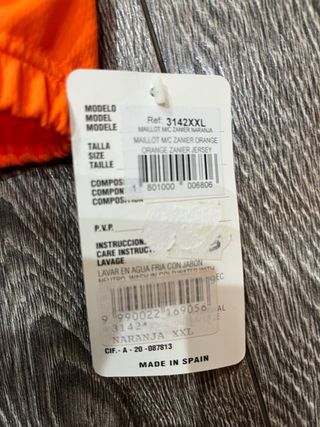 MODELO
MODEL
MODELE
Ref. 3142XXL
MAILLOT M/C ZANIER NARANJA
MAILLOT M/C ZANIER ORANGE
ORANGE ZANIER JERSEY
TALLA
SIZE
TAILLE
1 801000 006806
COMPOSI
COMPON
COMPOSITION
P.V.P.
INSTRUCCION
CARE INSTRUC
LAVAGE
LAVAR EN AGUA FRIA CON JABON
9 990022 169056
3142*
NARANJA XXL
CIF.- A - 20 -087813
MADE IN SPAIN